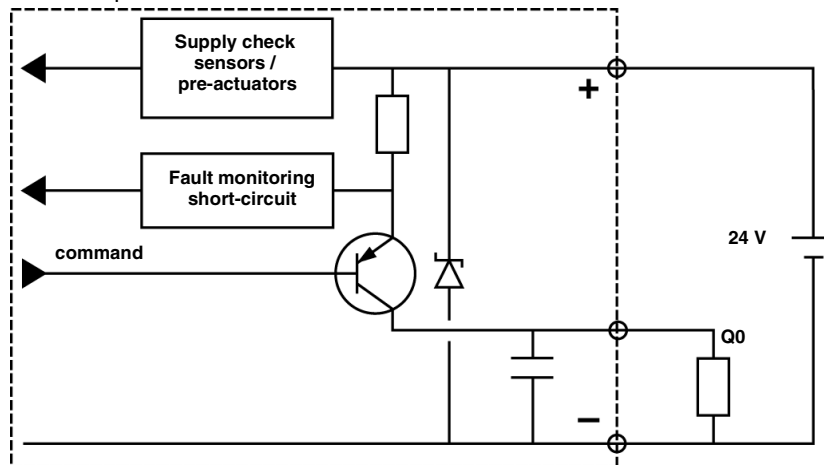 Supply check
sensors /
pre-actuators
+
Fault monitoring
short-circuit
command
24 V
Q0
–